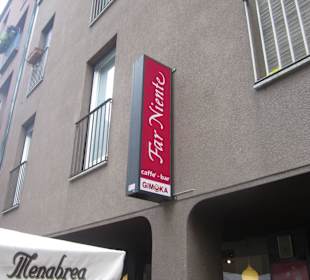 Far Niente
caffe'-bar
GIMOKA
Menabrea